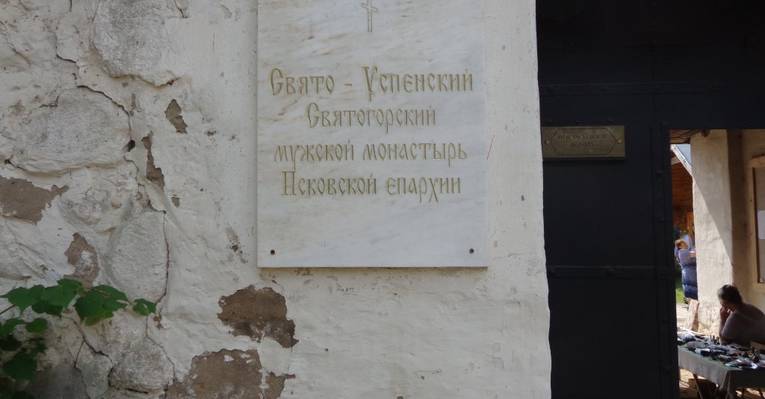 Свято - Успенский
Святогорский
мужской монастырь
Псковской епархии